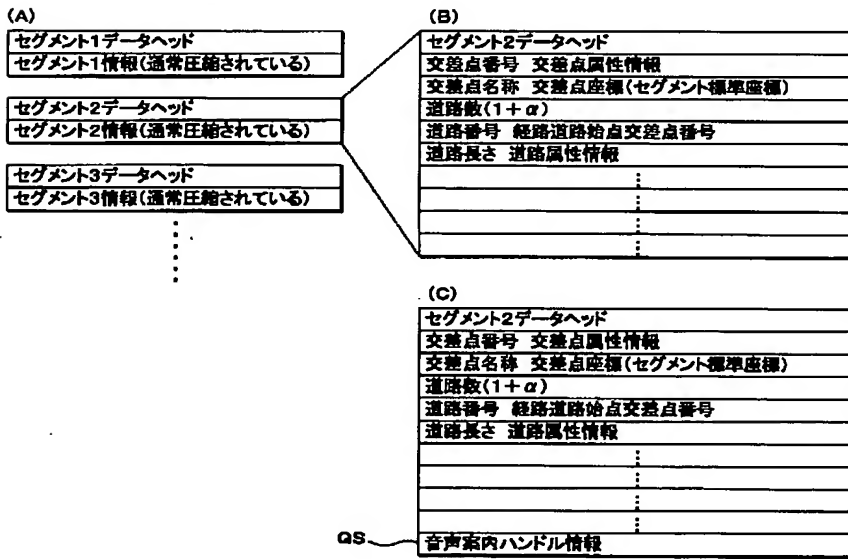 (A)
セグメント1データヘッド
セグメント1情報(通常圧縮されている)
セグメント2データヘッド
セグメント2情報(通常圧縮されている)
セグメント3データヘッド
セグメント3情報(通常圧縮されている)
(B)
セグメント2データヘッド
交差点番号 交差点属性情報
交差点名称 交差点座標(セグメント標準座標)
道路数(1+α)
道路番号 経路道路始点交差点番号
道路長さ 道路属性情報
(C)
セグメント2データヘッド
交差点番号 交差点属性情報
交差点名称 交差点座標(セグメント標準座標)
道路数(1+α)
道路番号 経路道路始点交差点番号
道路長さ 道路属性情報
QS 音声案内ハンドル情報